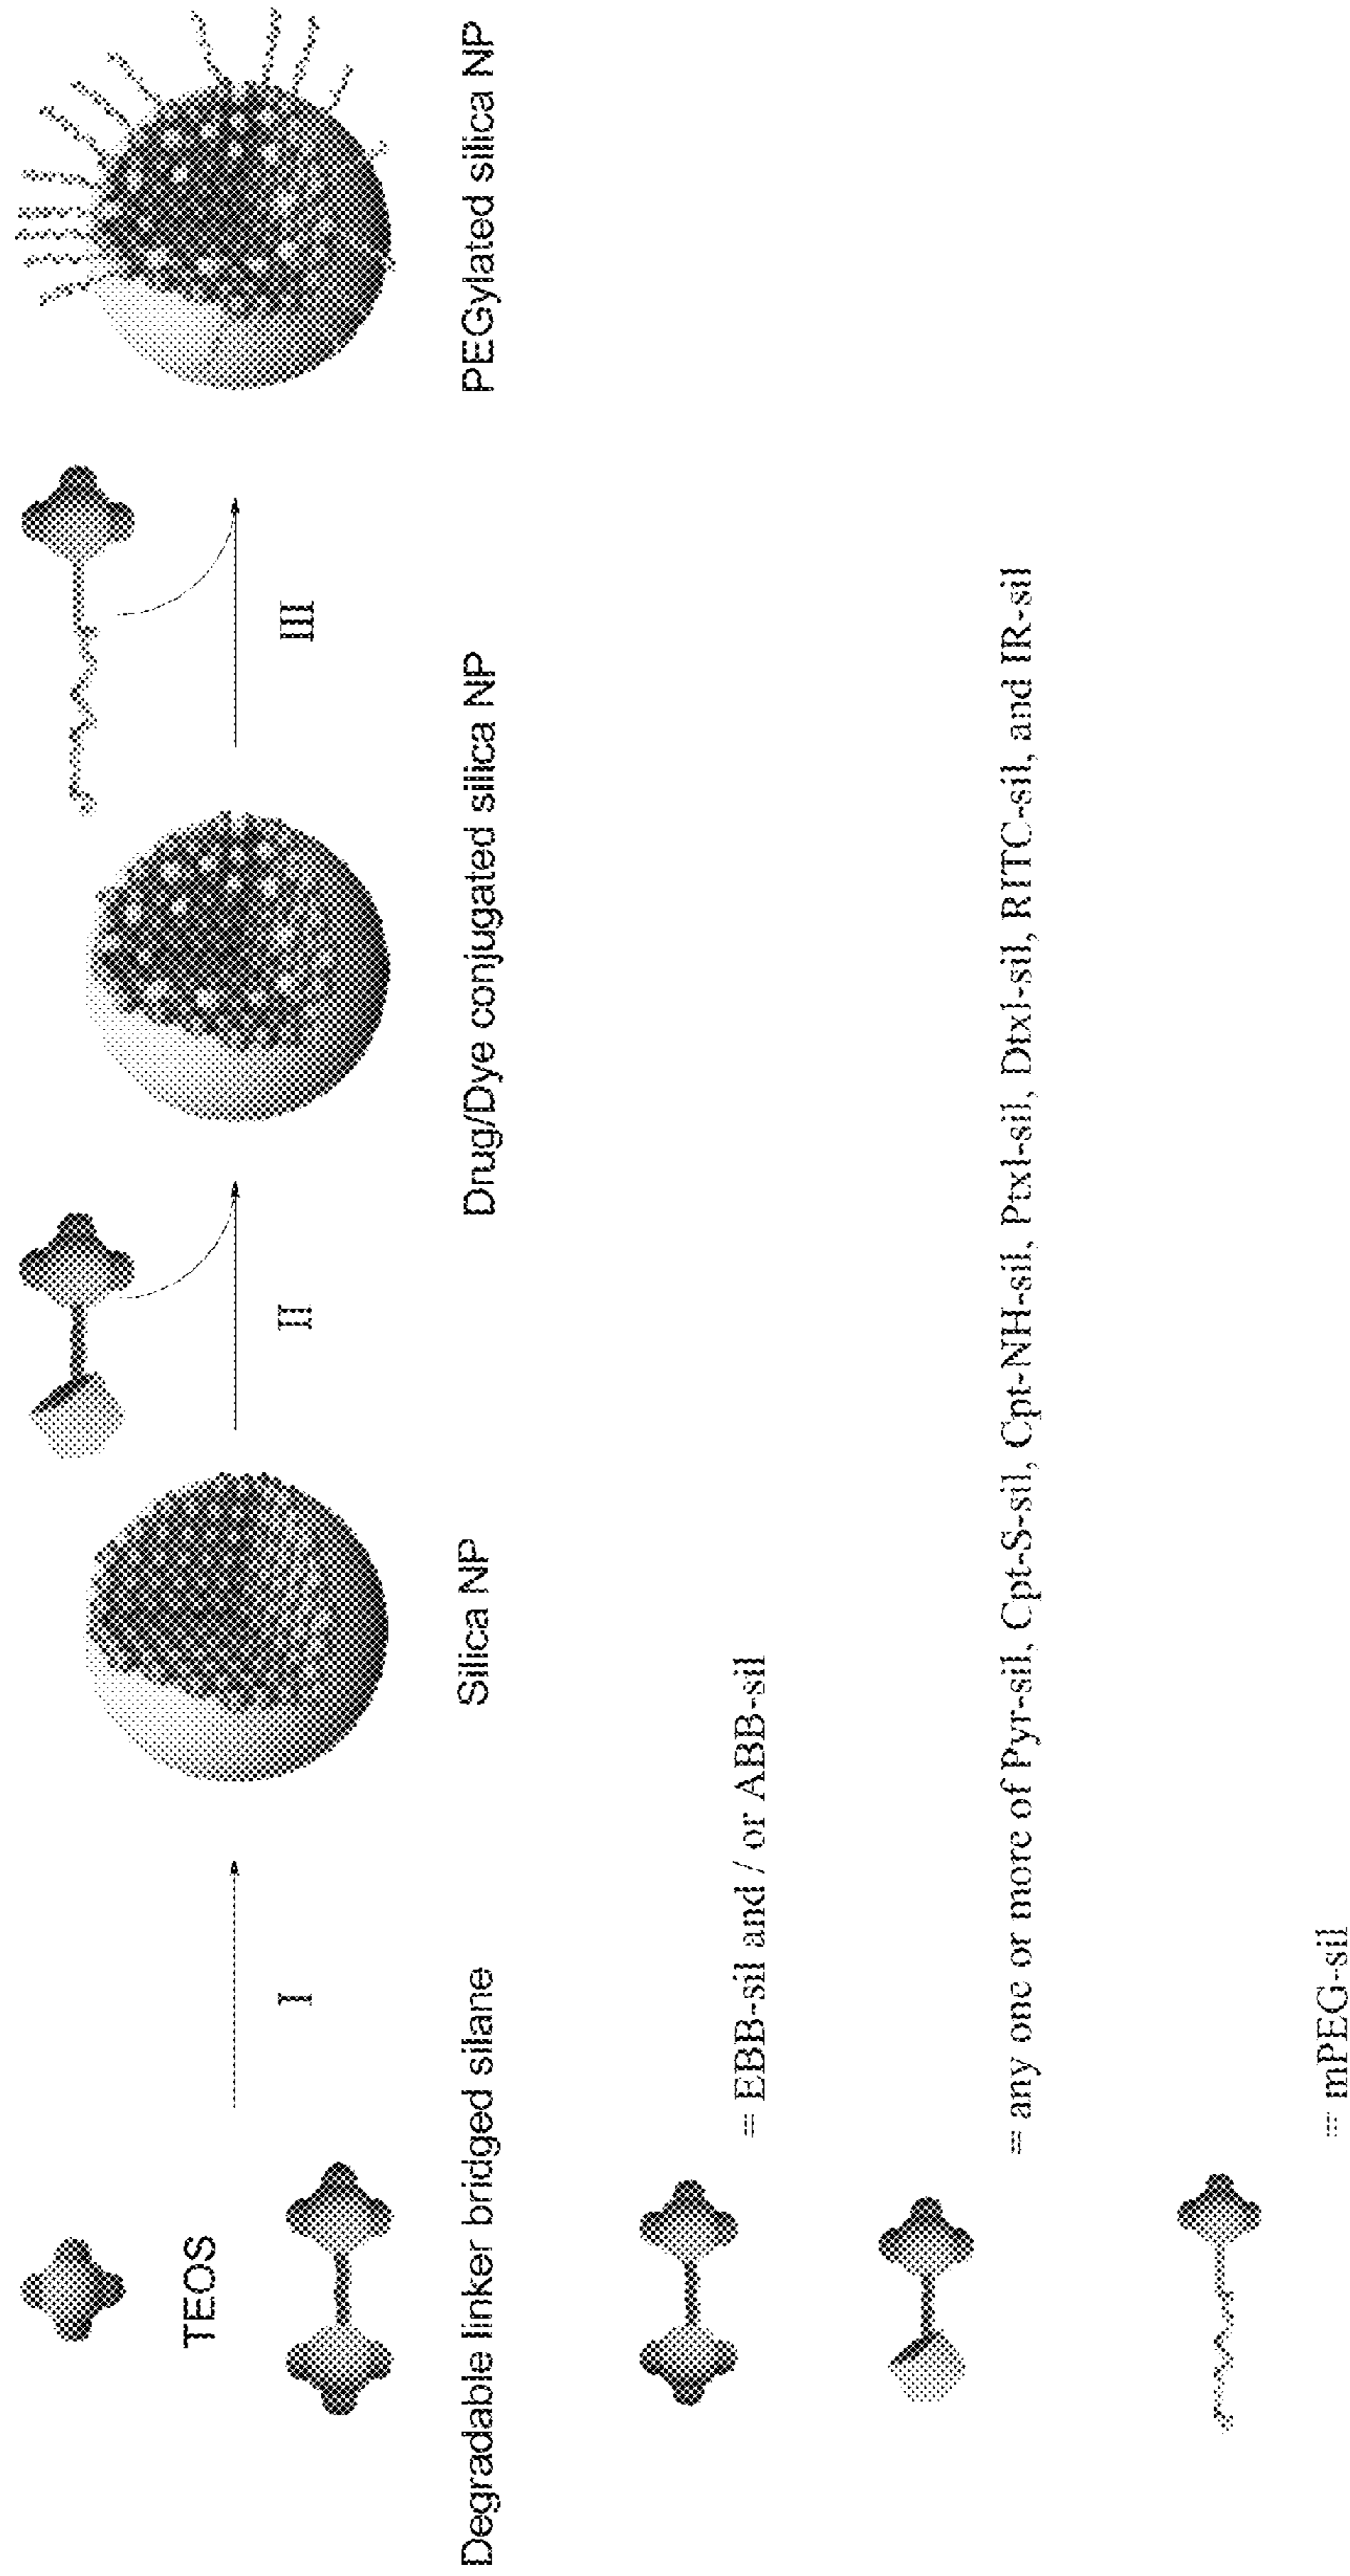 TEOS
Degradable linker bridged silane
I
Silica NP
II
Drug/Dye conjugated silica NP
III
PEGylated silica NP
= EBB-sil and / or ABB-sil
= any one or more of Pyr-sil, Cpt-S-sil, Cpt-NH-sil, Ptxl-sil, Dtxl-sil, RITC-sil, and IR-sil
= mPEG-sil